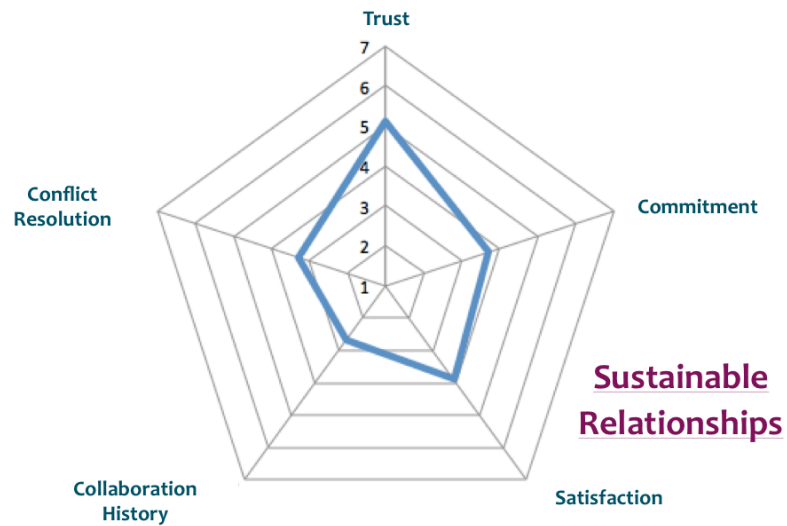 Trust
7
6
5
4
3
2
1
Conflict
Resolution
Commitment
Sustainable
Relationships
Collaboration
History
Satisfaction